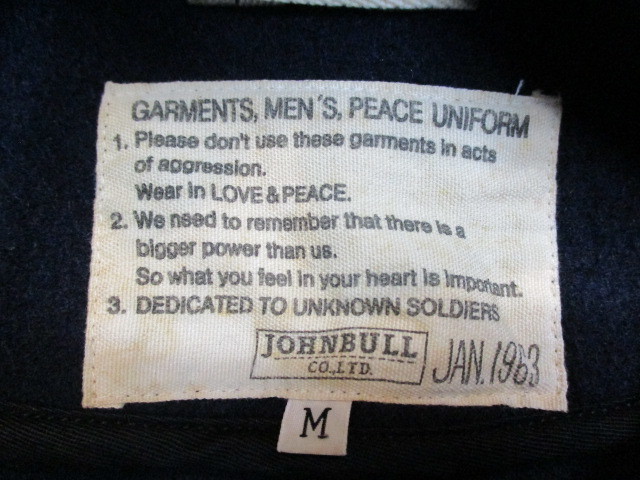 GARMENTS, MEN'S, PEACE UNIFORM
1. Please don't use these garments in acts
of aggression.
Wear in LOVE & PEACE.
2. We need to remember that there is a
bigger power than us.
So what you feel in your heart is important.
3. DEDICATED TO UNKNOWN SOLDIERS
JOHNBULL
CO.,LTD.
JAN. 1963
M